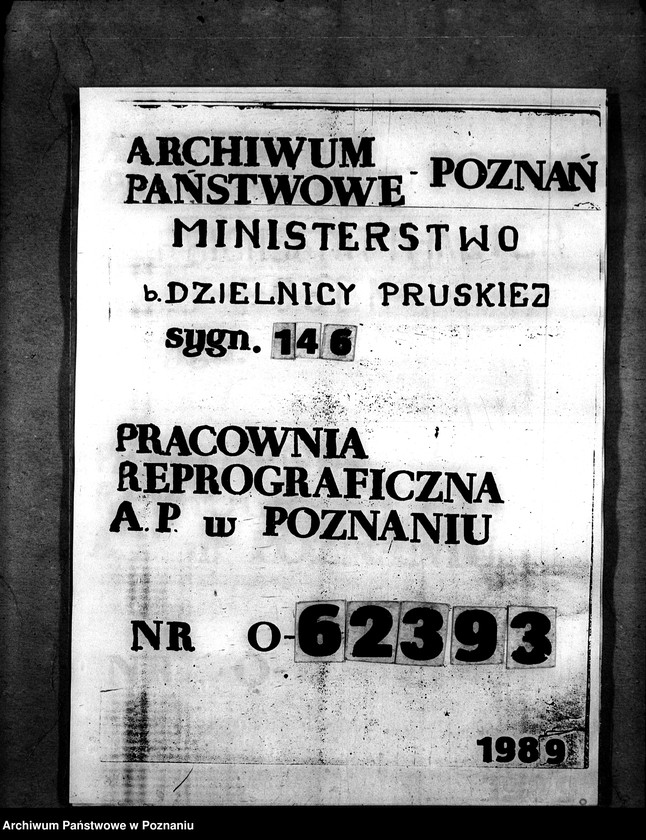 ARCHIWUM
PAŃSTWOWE - POZNAŃ
MINISTERSTWO
b. DZIELNICY PRUSKIEJ
sygn. 146
PRACOWNIA
REPROGRAFICZNA
A. P. w POZNANIU
NR O-62393
1989
Archiwum Państwowe w Poznaniu